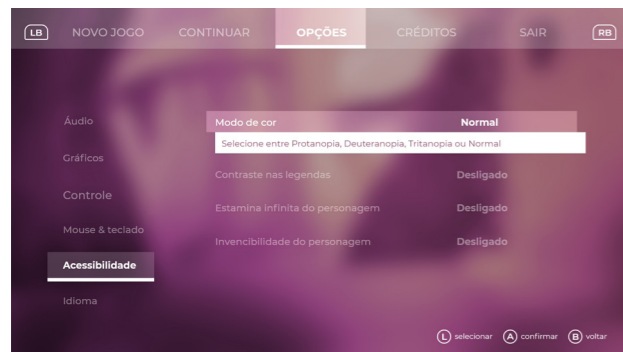 LB NOVO JOGO CONTINUAR OPÇÕES CRÉDITOS SAIR RB
Áudio
Gráficos
Controle
Mouse & teclado
Acessibilidade
Idioma
Modo de cor Normal
Selecione entre Protanopia, Deuteranopia, Tritanopia ou Normal
Contraste nas legendas Desligado
Estamina infinita do personagem Desligado
Invencibilidade do personagem Desligado
L selecionar A confirmar B voltar